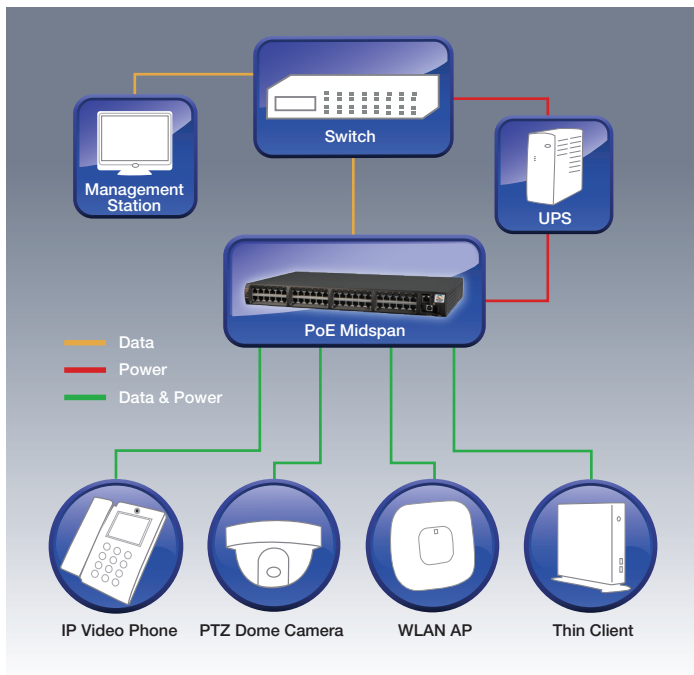 Switch
Management
Station
UPS
PoE Midspan
Data
Power
Data & Power
IP Video Phone
PTZ Dome Camera
WLAN AP
Thin Client